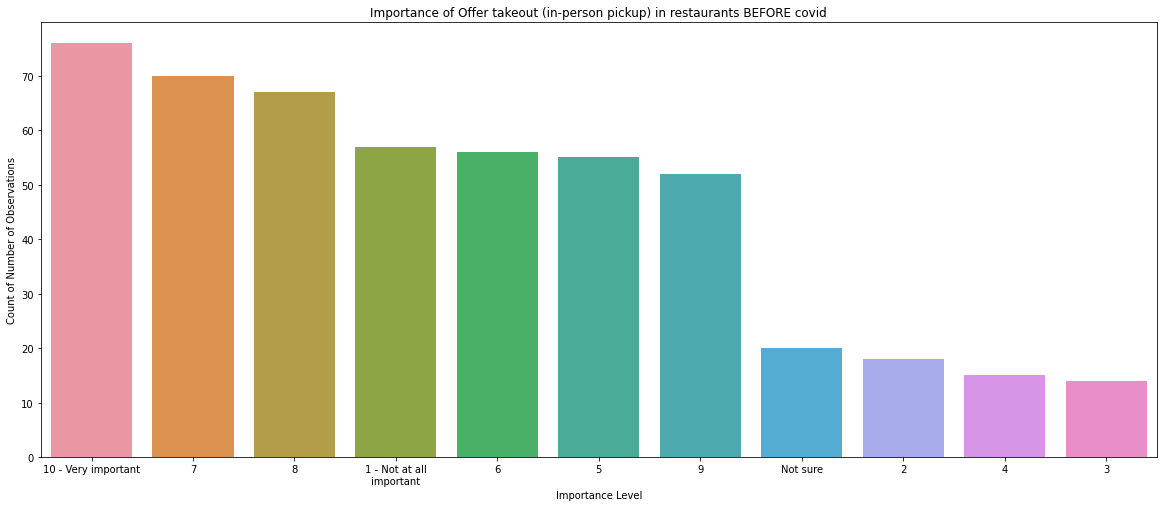 Importance of Offer takeout (in-person pickup) in restaurants BEFORE covid
Count of Number of Observations
70
60
50
40
30
20
10
0
10 - Very important
7
8
1 - Not at all
important
6
5
9
Not sure
2
4
3
Importance Level